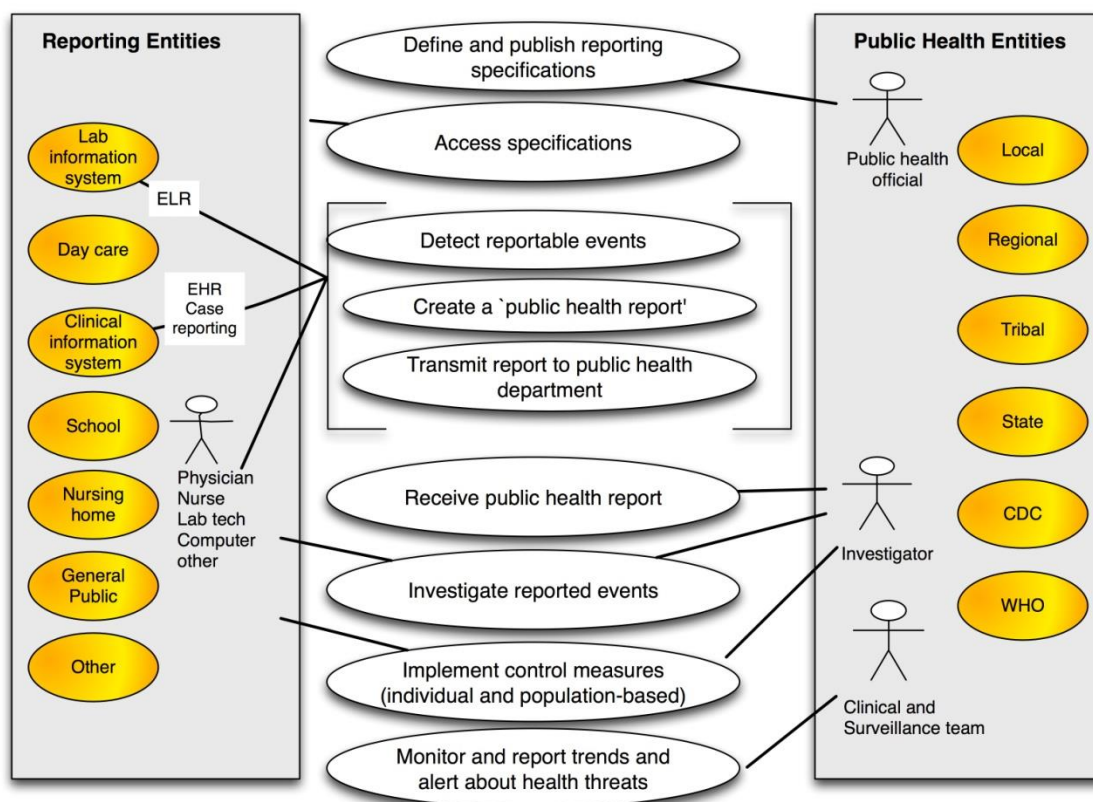 Reporting Entities
Lab
information
system
ELR
Day care
EHR
Case
reporting
Clinical
information
system
School
Physician
Nurse
Lab tech
Computer
other
Nursing
home
General
Public
Other
Define and publish reporting
specifications
Access specifications
Detect reportable events
Create a `public health report'
Transmit report to public health
department
Receive public health report
Investigate reported events
Implement control measures
(individual and population-based)
Monitor and report trends and
alert about health threats
Public Health Entities
Public health
official
Local
Regional
Tribal
State
CDC
Investigator
WHO
Clinical and
Surveillance team